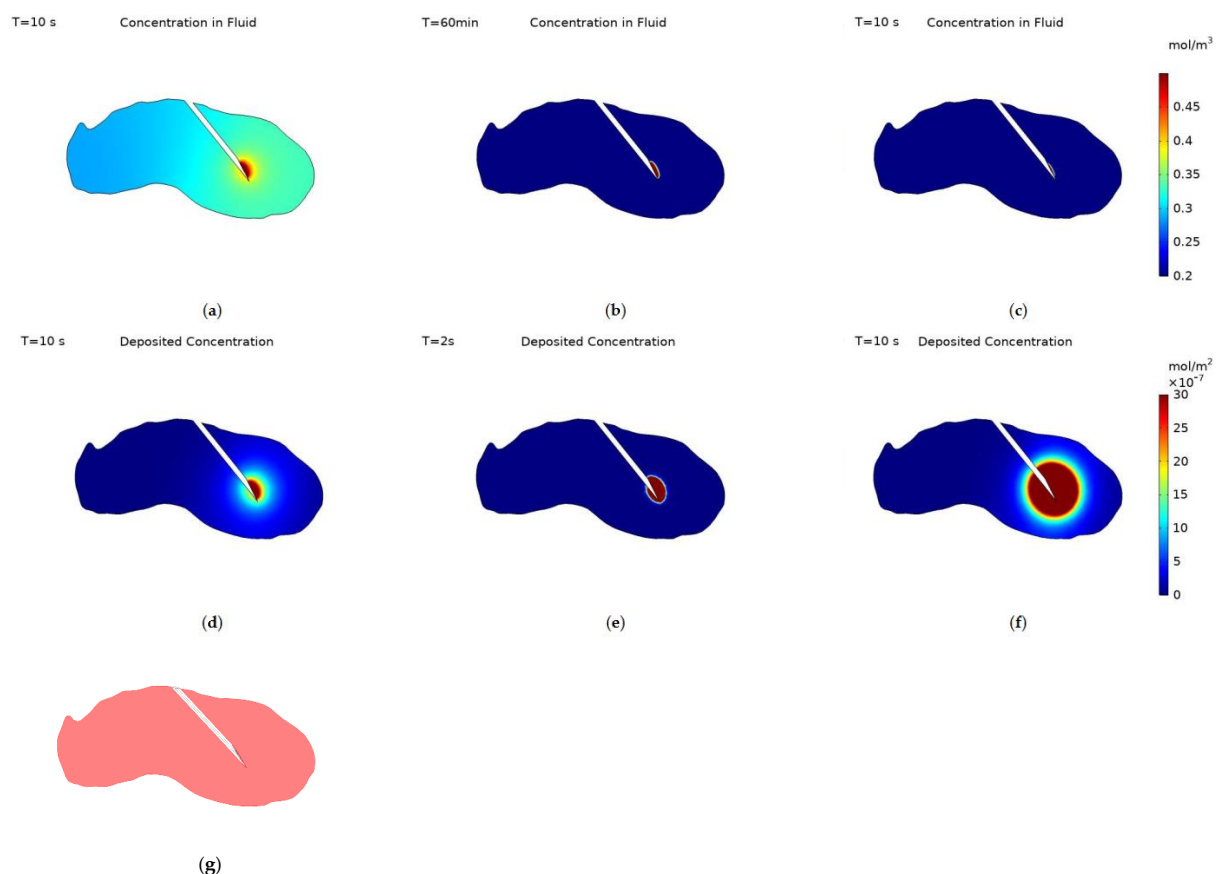 T=10 s Concentration in Fluid
T=60min Concentration in Fluid
T=10 s Concentration in Fluid
mol/m³
0.45
0.4
0.35
0.3
0.25
0.2
(a)
(b)
(c)
T=10 s Deposited Concentration
T=2s Deposited Concentration
T=10 s Deposited Concentration
mol/m²
×10⁻⁷
30
25
20
15
10
5
0
(d)
(e)
(f)
(g)